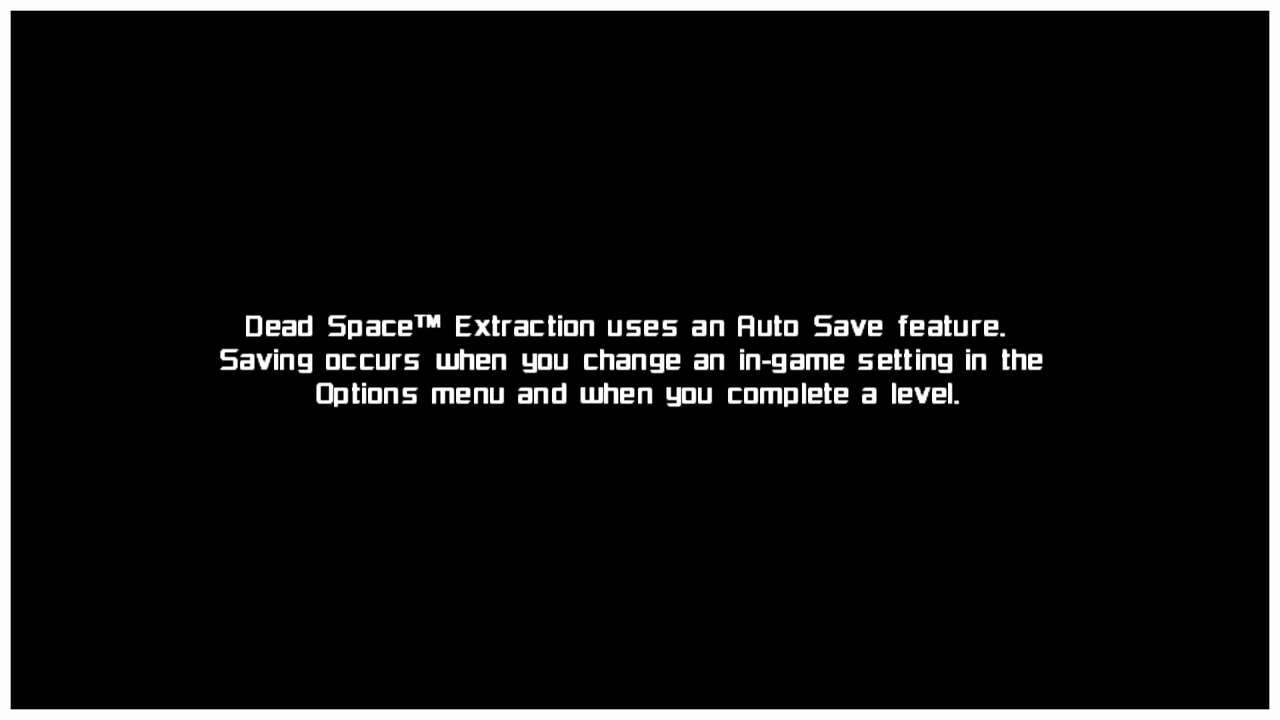 Dead Space™ Extraction uses an Auto Save feature.
Saving occurs when you change an in-game setting in the
Options menu and when you complete a level.